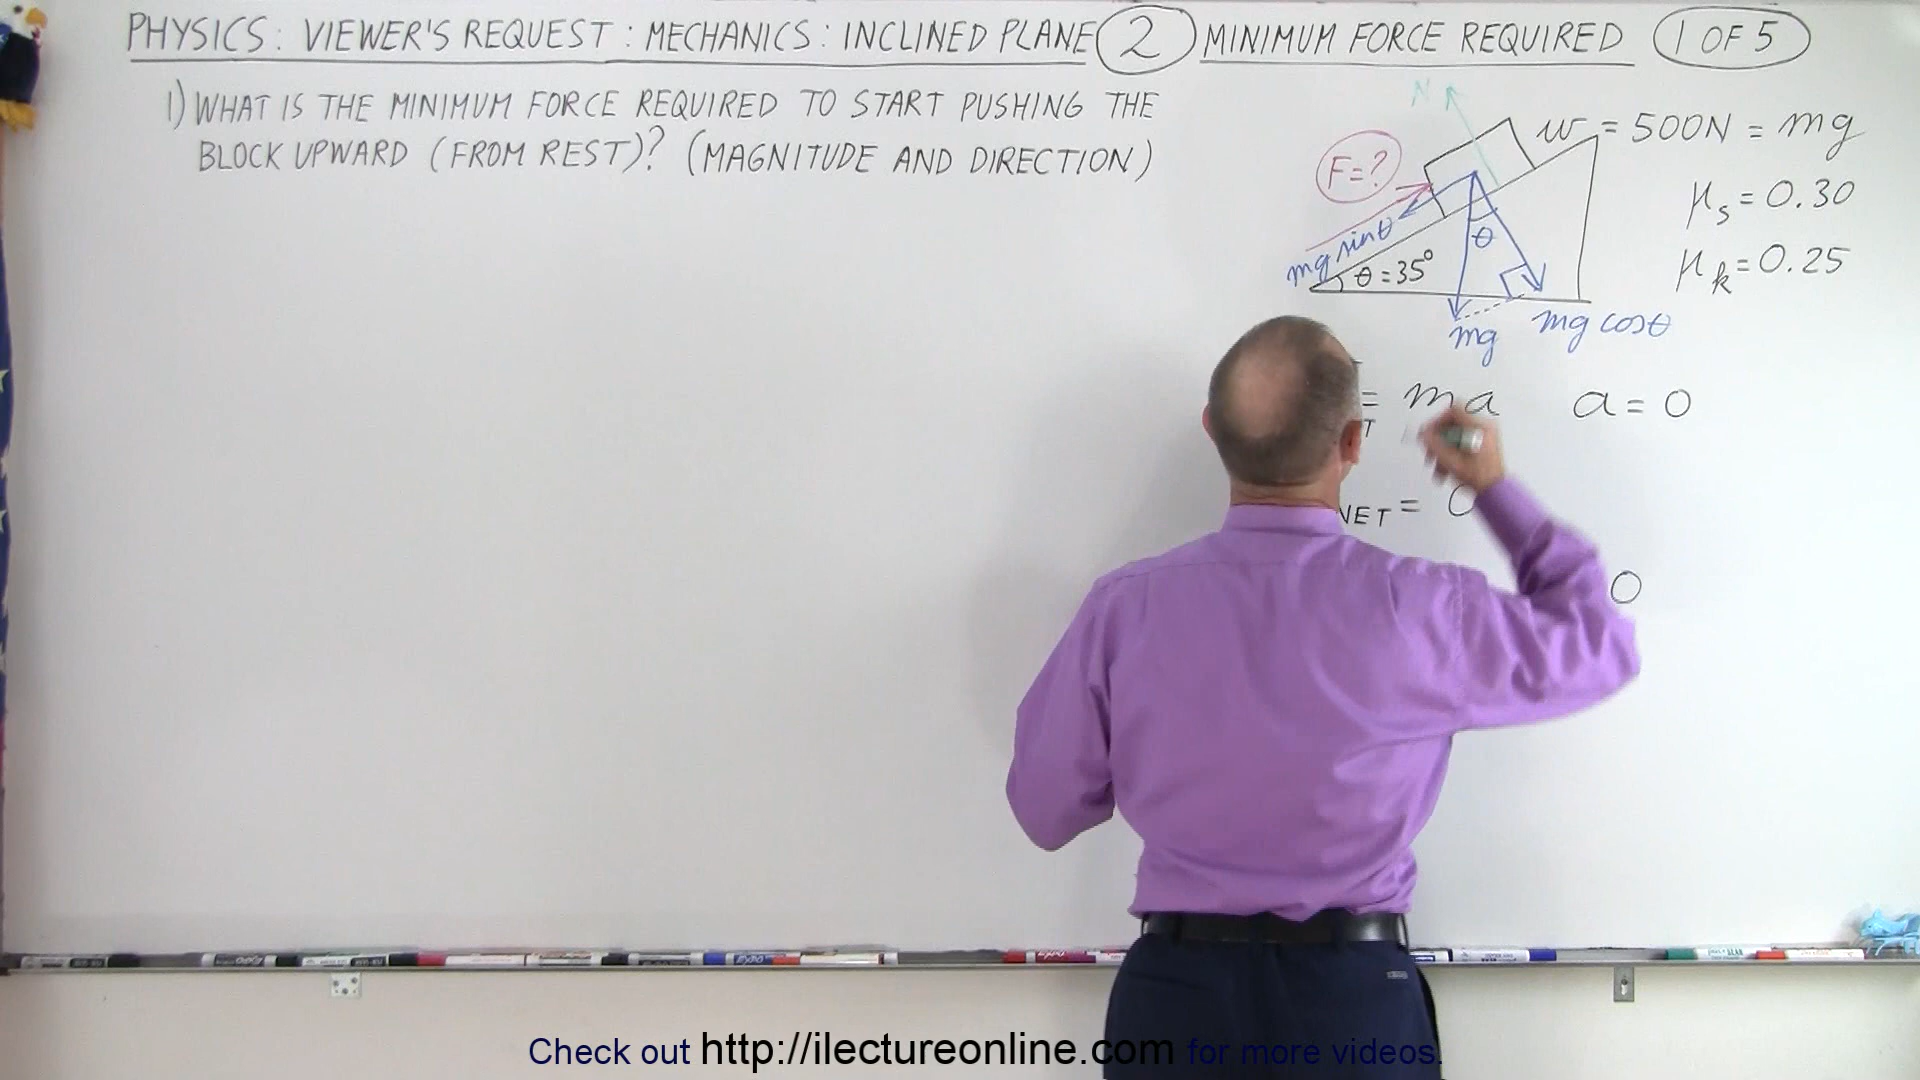 PHYSICS: VIEWER'S REQUEST: MECHANICS: INCLINED PLANE 2 MINIMUM FORCE REQUIRED 1 OF 5
1) WHAT IS THE MINIMUM FORCE REQUIRED TO START PUSHING THE
BLOCK UPWARD (FROM REST)? (MAGNITUDE AND DIRECTION)
N
w = 500N = mg
F=?
μs = 0.30
mg sinθ
θ
μk = 0.25
θ = 35°
mg
mg cosθ
= ma a = 0
NET = 0
0
Check out http://ilectureonline.com for more videos.